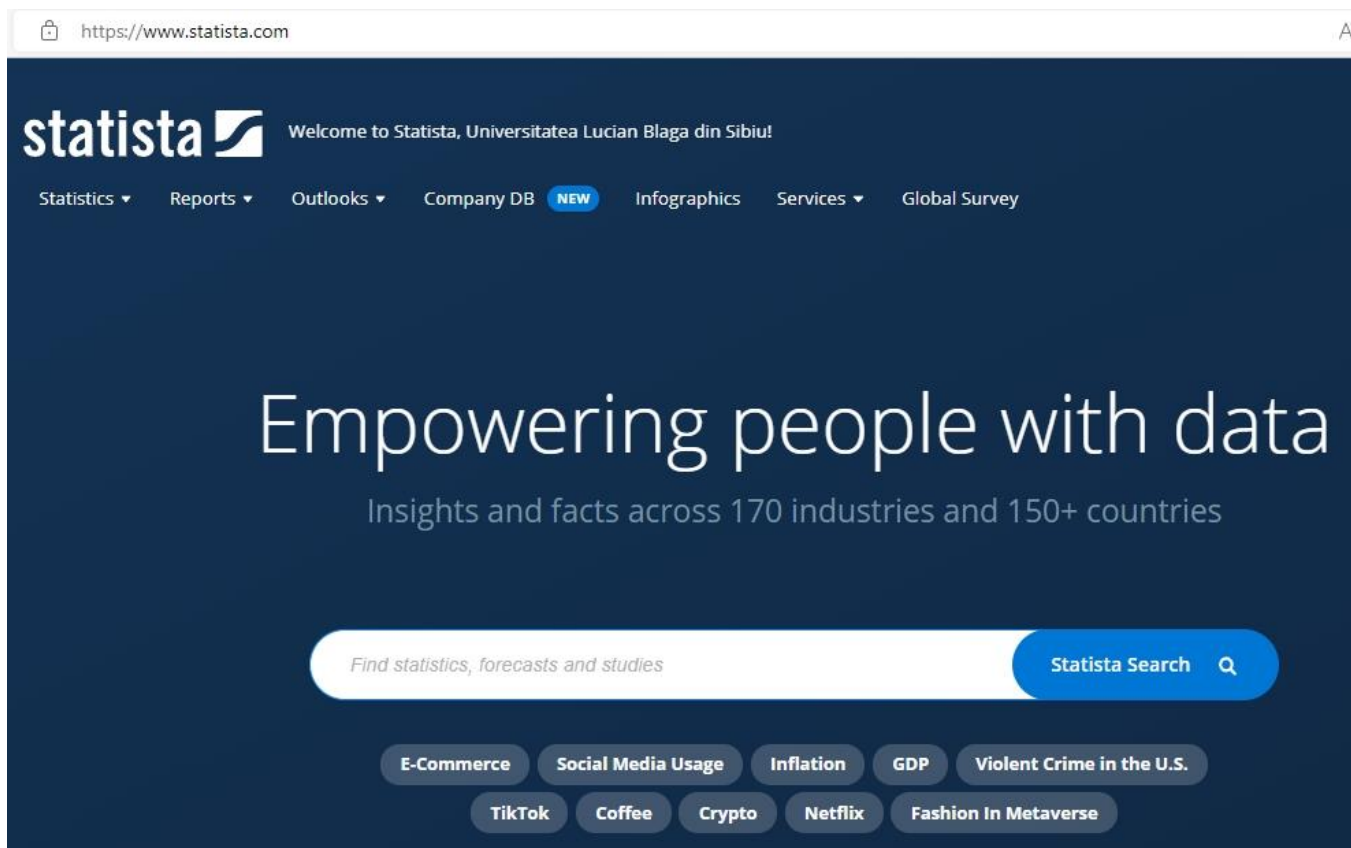 https://www.statista.com A
statista Welcome to Statista, Universitatea Lucian Blaga din Sibiu!
Statistics Reports Outlooks Company DB NEW Infographics Services Global Survey
Empowering people with data
Insights and facts across 170 industries and 150+ countries
Find statistics, forecasts and studies Statista Search
E-Commerce Social Media Usage Inflation GDP Violent Crime in the U.S.
TikTok Coffee Crypto Netflix Fashion In Metaverse